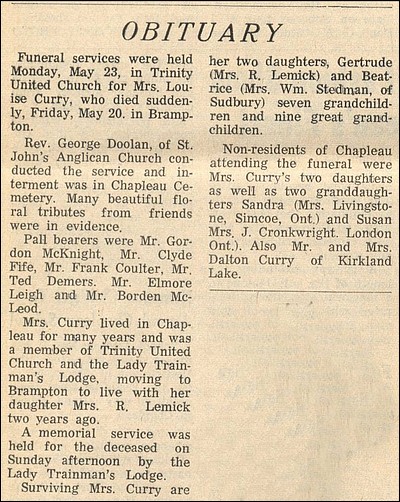 OBITUARY
Funeral services were held
Monday, May 23, in Trinity
United Church for Mrs. Lou-
ise Curry, who died sudden-
ly, Friday, May 20. in Bramp-
ton.
Rev. George Doolan, of St.
John's Anglican Church con-
ducted the service and in-
terment was in Chapleau Ce-
metery. Many beautiful flo-
ral tributes from friends
were in evidence.
Pall bearers were Mr. Gor-
don McKnight, Mr. Clyde
Fife, Mr. Frank Coulter, Mr.
Ted Demers. Mr. Elmore
Leigh and Mr. Borden Mc-
Leod.
Mrs. Curry lived in Chap-
leau for many years and was
a member of Trinity United
Church and the Lady Train-
man's Lodge, moving to
Brampton to live with her
daughter Mrs. R. Lemick
two years ago.
A memorial service was
held for the deceased on
Sunday afternoon by the
Lady Trainman's Lodge.
Surviving Mrs. Curry are
her two daughters, Gertrude
(Mrs. R. Lemick) and Beat-
rice (Mrs. Wm. Stedman, of
Sudbury) seven grandchild-
ren and nine great grand-
children.
Non-residents of Chapleau
attending the funeral were
Mrs. Curry's two daughters
as well as two granddaugh-
ters Sandra (Mrs. Livingsto-
ne, Simcoe, Ont.) and Susan
Mrs. J. Cronkwright. London
Ont.). Also Mr. and Mrs.
Dalton Curry of Kirkland
Lake.